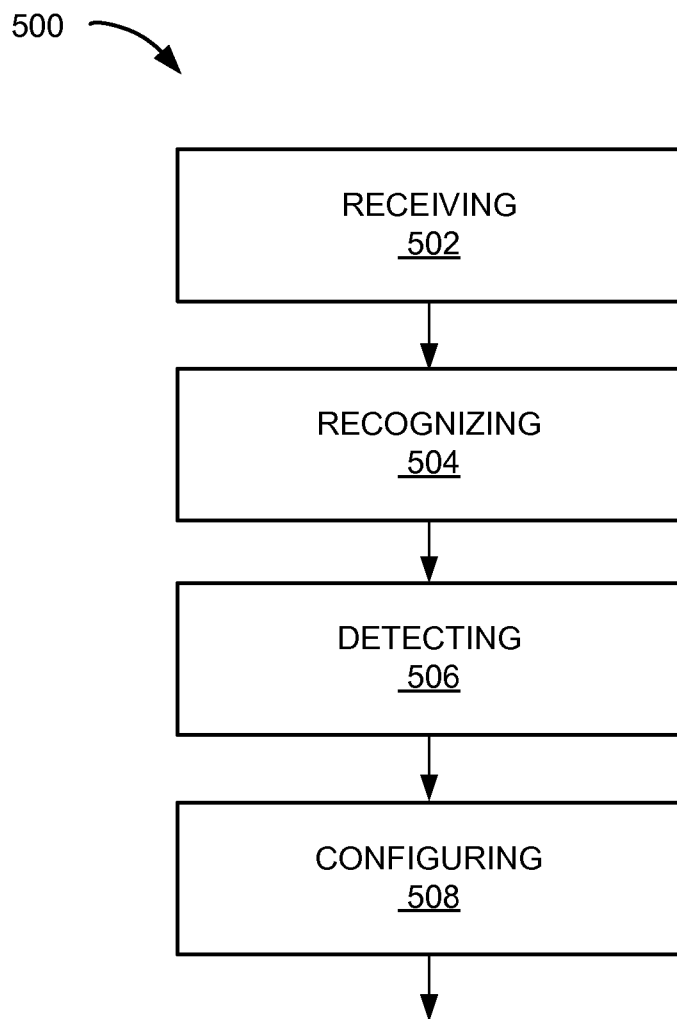 500
RECEIVING
502
RECOGNIZING
504
DETECTING
506
CONFIGURING
508